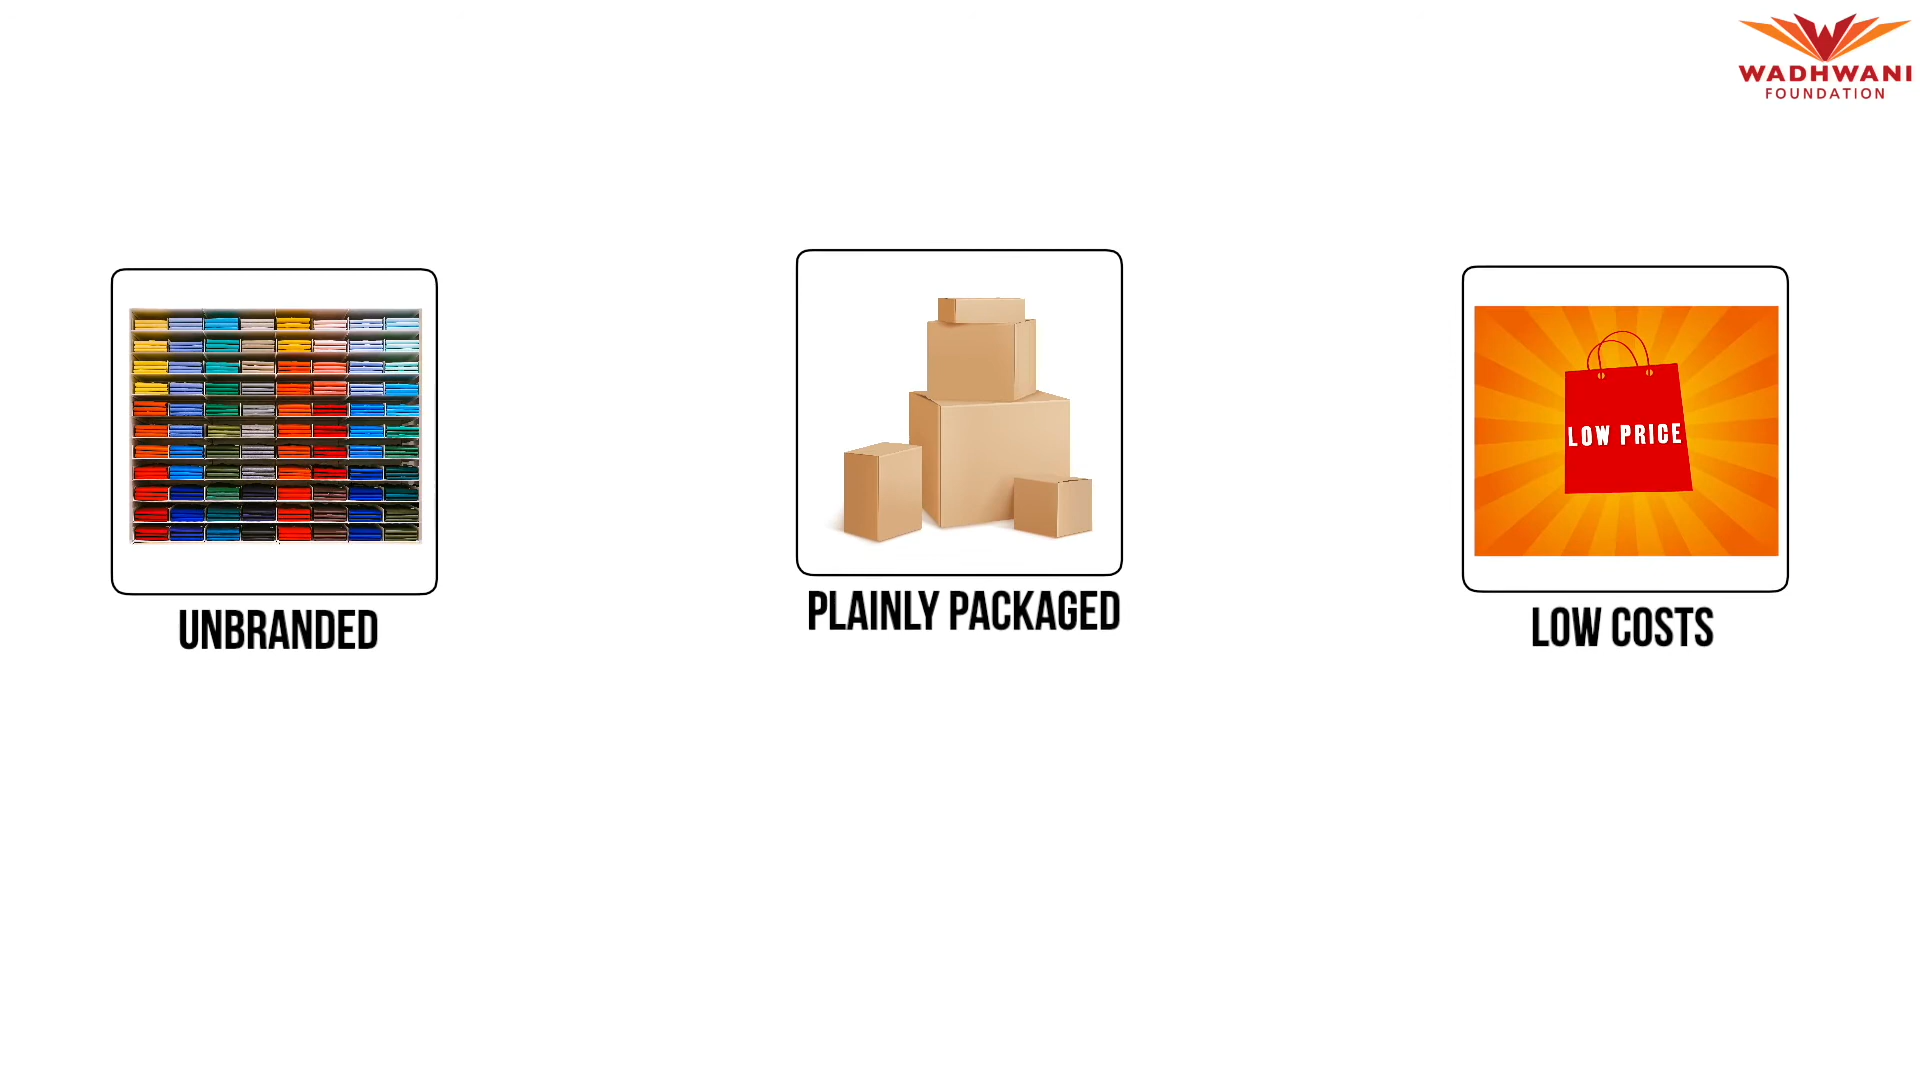 WADHWANI
FOUNDATION
LOW PRICE
UNBRANDED
PLAINLY PACKAGED
LOW COSTS